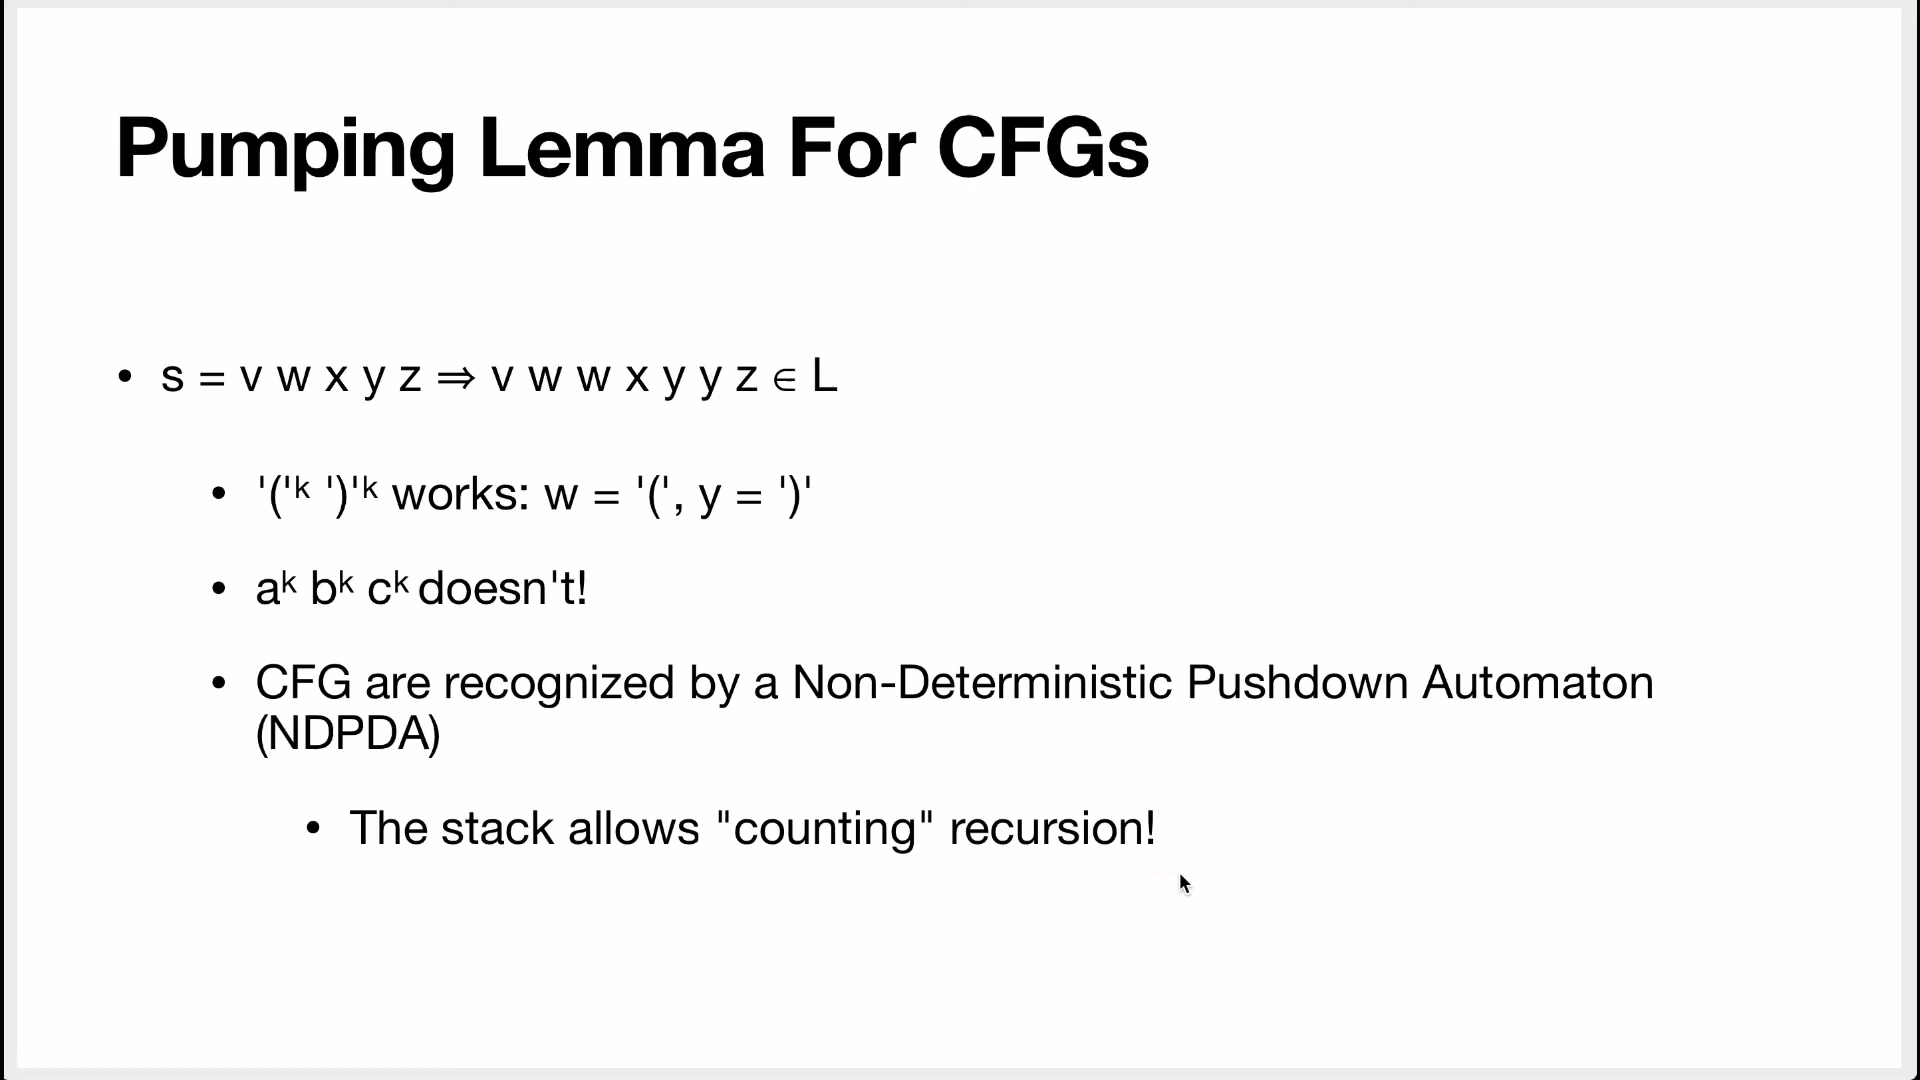 Pumping Lemma For CFGs
• s = v w x y z ⇒ v w w x y y z ∈ L
• '('ᵏ ')'ᵏ works: w = '(', y = ')'
• aᵏ bᵏ cᵏ doesn't!
• CFG are recognized by a Non-Deterministic Pushdown Automaton
(NDPDA)
• The stack allows "counting" recursion!